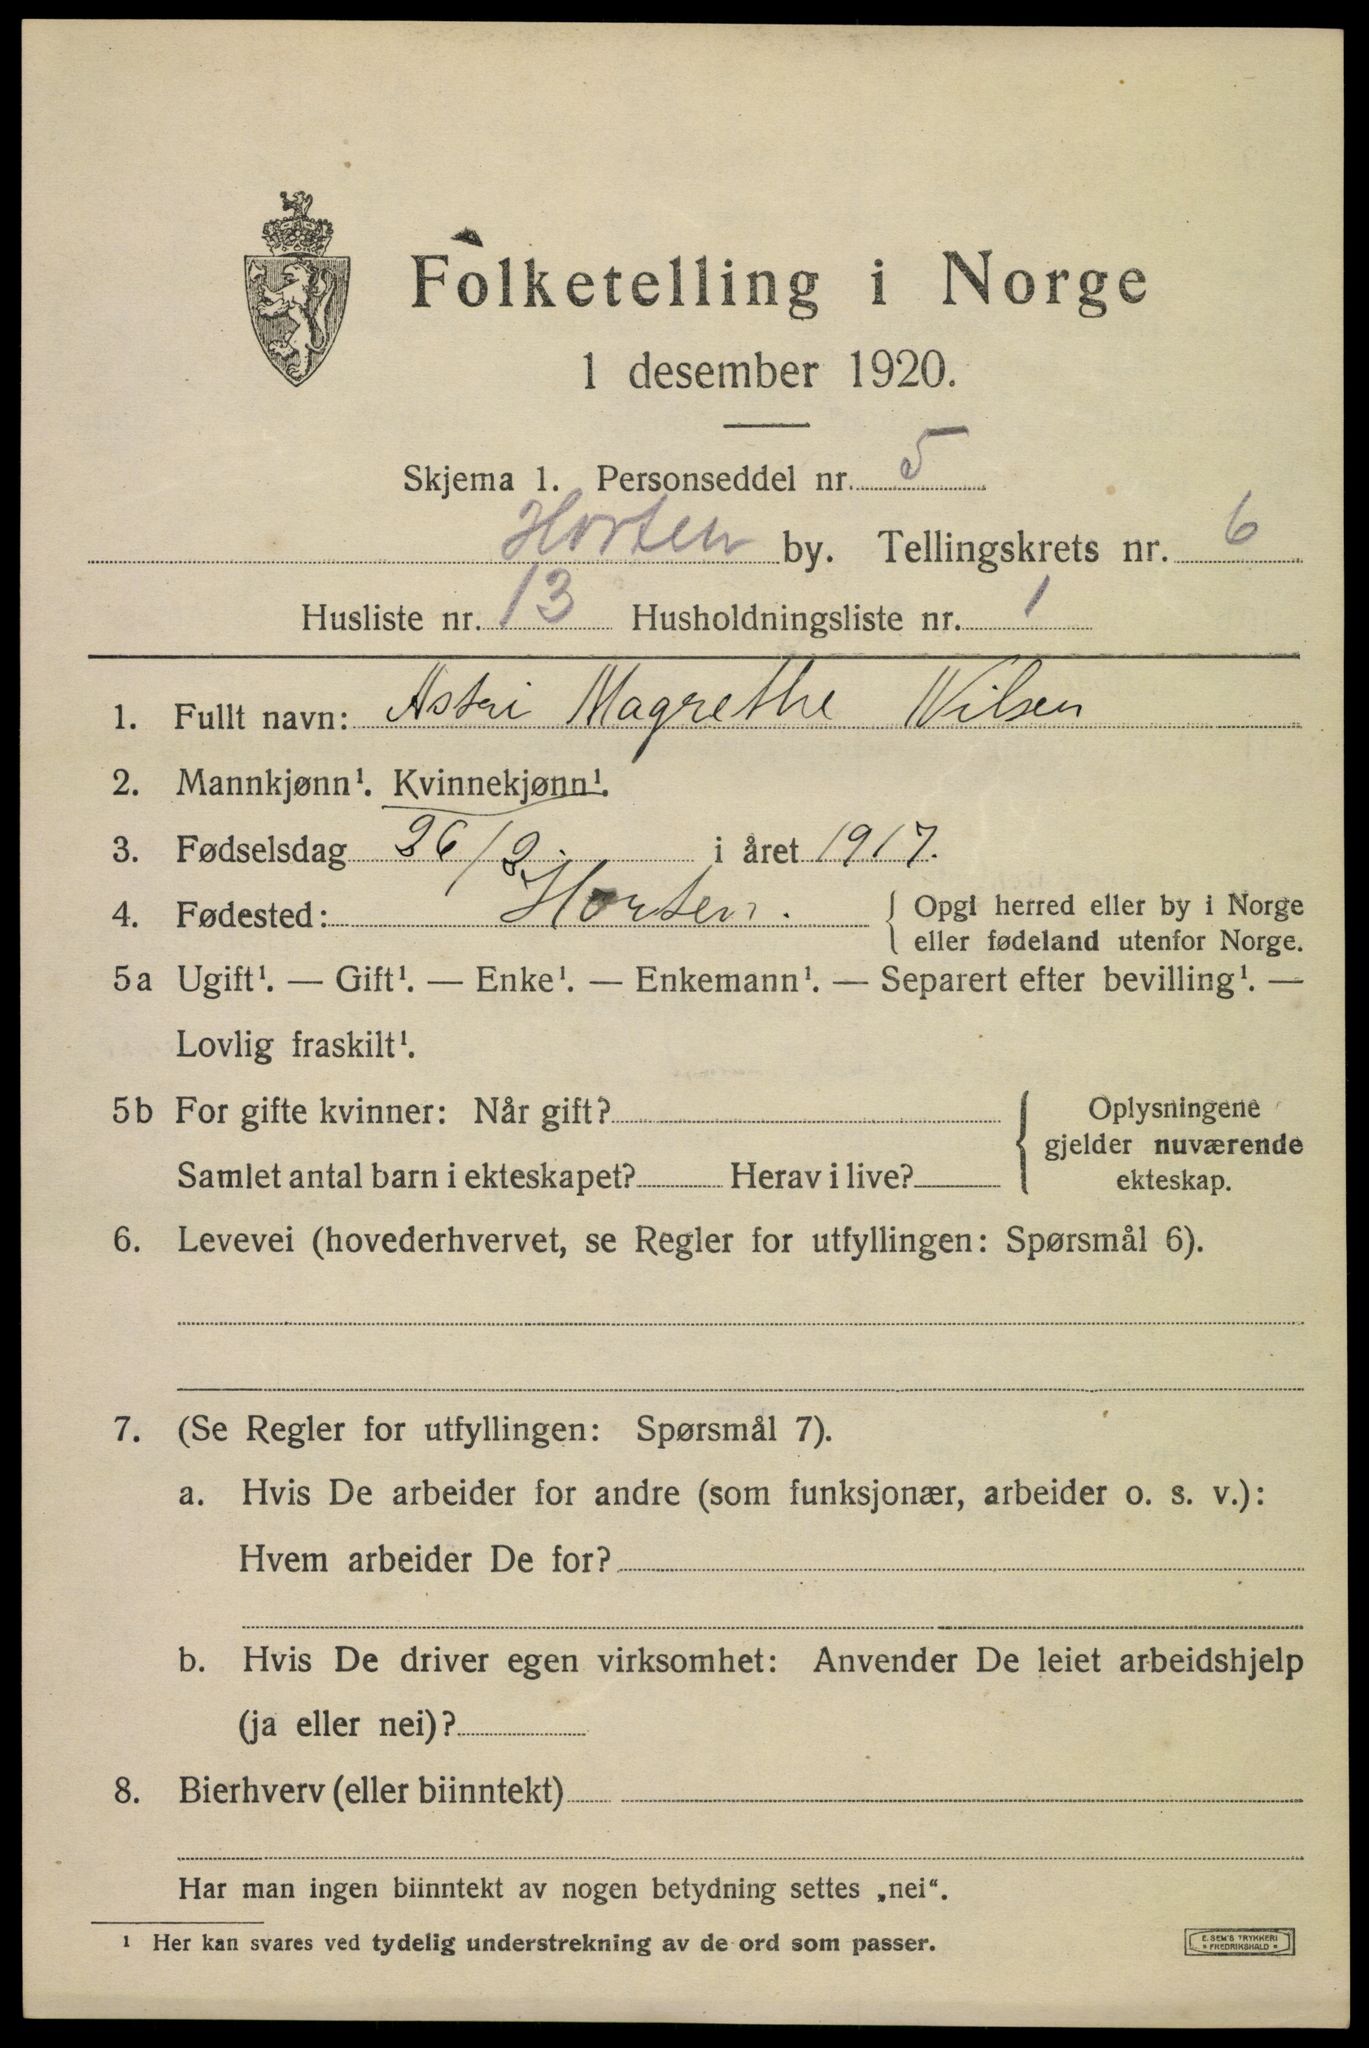 Folketelling i Norge
1 desember 1920.
Skjema 1. Personseddel nr. 5
Horten by. Tellingskrets nr. 6
Husliste nr. 13 Husholdningsliste nr. 1
1. Fullt navn: Astri Magrethe Nilsen
2. Mannkjønn¹. Kvinnekjønn¹.
3. Fødselsdag 26/2. i året 1917.
4. Fødested: Horten. { Opgi herred eller by i Norge
eller fødeland utenfor Norge.
5a Ugift¹. — Gift¹. — Enke¹. — Enkemann¹. — Separert efter bevilling¹. —
Lovlig fraskilt¹.
5b For gifte kvinner: Når gift? { Oplysningene
gjelder nuværende
Samlet antal barn i ekteskapet? Herav i live? ekteskap.
6. Levevei (hovederhvervet, se Regler for utfyllingen: Spørsmål 6).
7. (Se Regler for utfyllingen: Spørsmål 7).
a. Hvis De arbeider for andre (som funksjonær, arbeider o. s. v.):
Hvem arbeider De for?
b. Hvis De driver egen virksomhet: Anvender De leiet arbeidshjelp
(ja eller nei)?
8. Bierhverv (eller biinntekt)
Har man ingen biinntekt av nogen betydning settes „nei“.
¹ Her kan svares ved tydelig understrekning av de ord som passer.
E. SEM'S TRYKKERI
FREDRIKSHALD